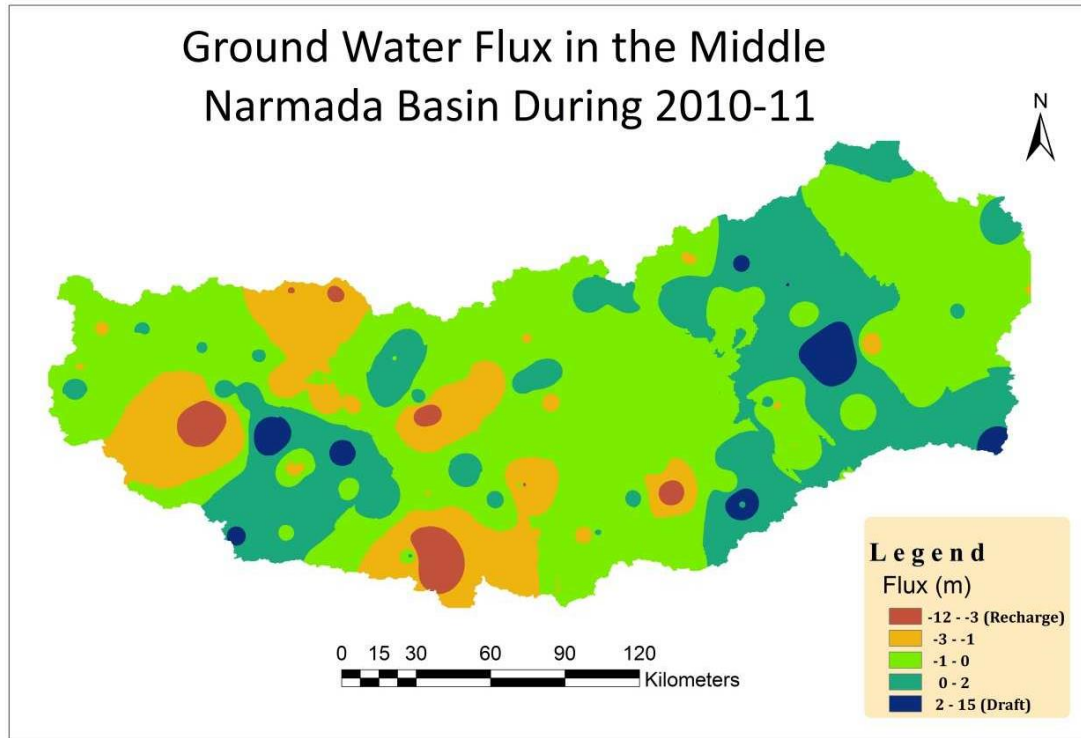 Ground Water Flux in the Middle
Narmada Basin During 2010-11
N
Legend
Flux (m)
-12 - -3 (Recharge)
-3 - -1
-1 - 0
0 - 2
2 - 15 (Draft)
0 15 30 60 90 120
Kilometers